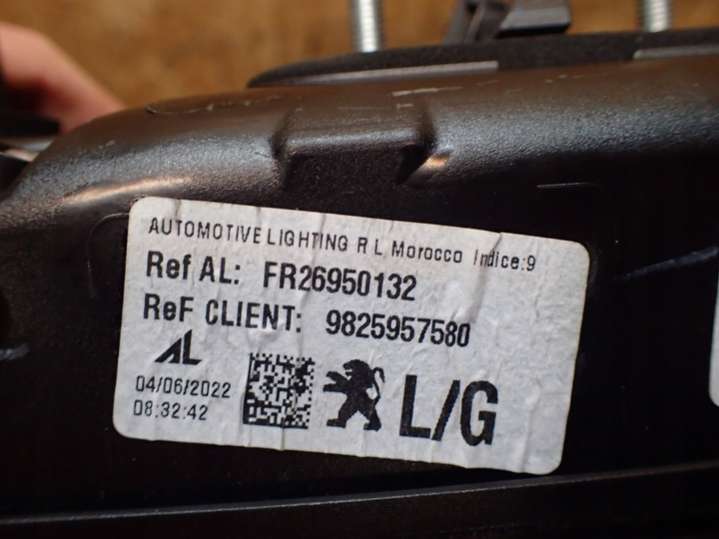 AUTOMOTIVE LIGHTING R L Morocco Indice:9
Ref AL: FR26950132
ReF CLIENT: 9825957580
AL
04/06/2022
08:32:42
L/G